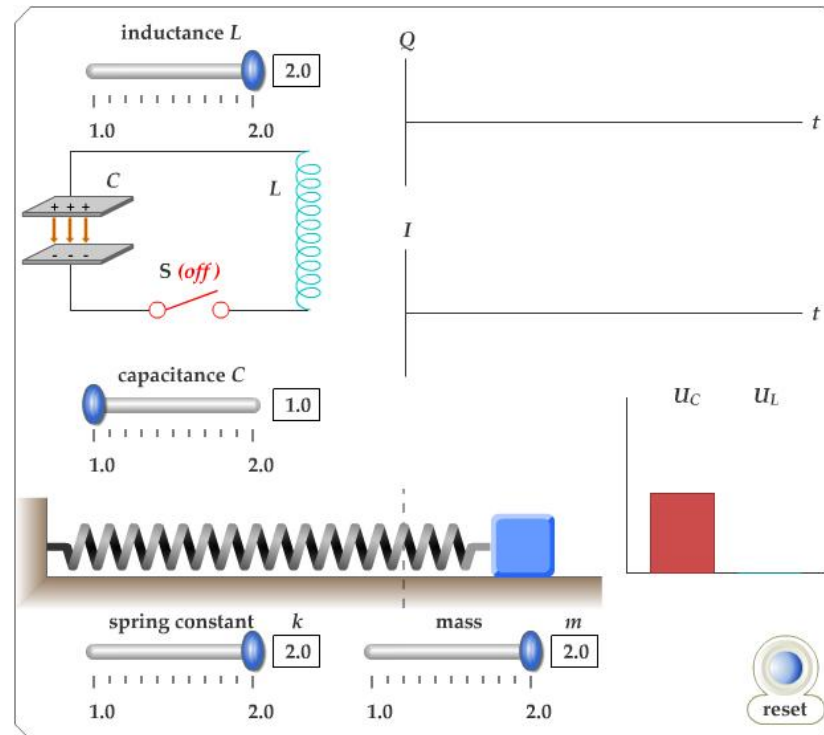 inductance L
2.0
1.0 2.0
C
+ + +
- - -
L
S (off)
Q
t
I
t
capacitance C
1.0
1.0 2.0
uC uL
spring constant k
2.0
1.0 2.0
mass m
2.0
1.0 2.0
reset